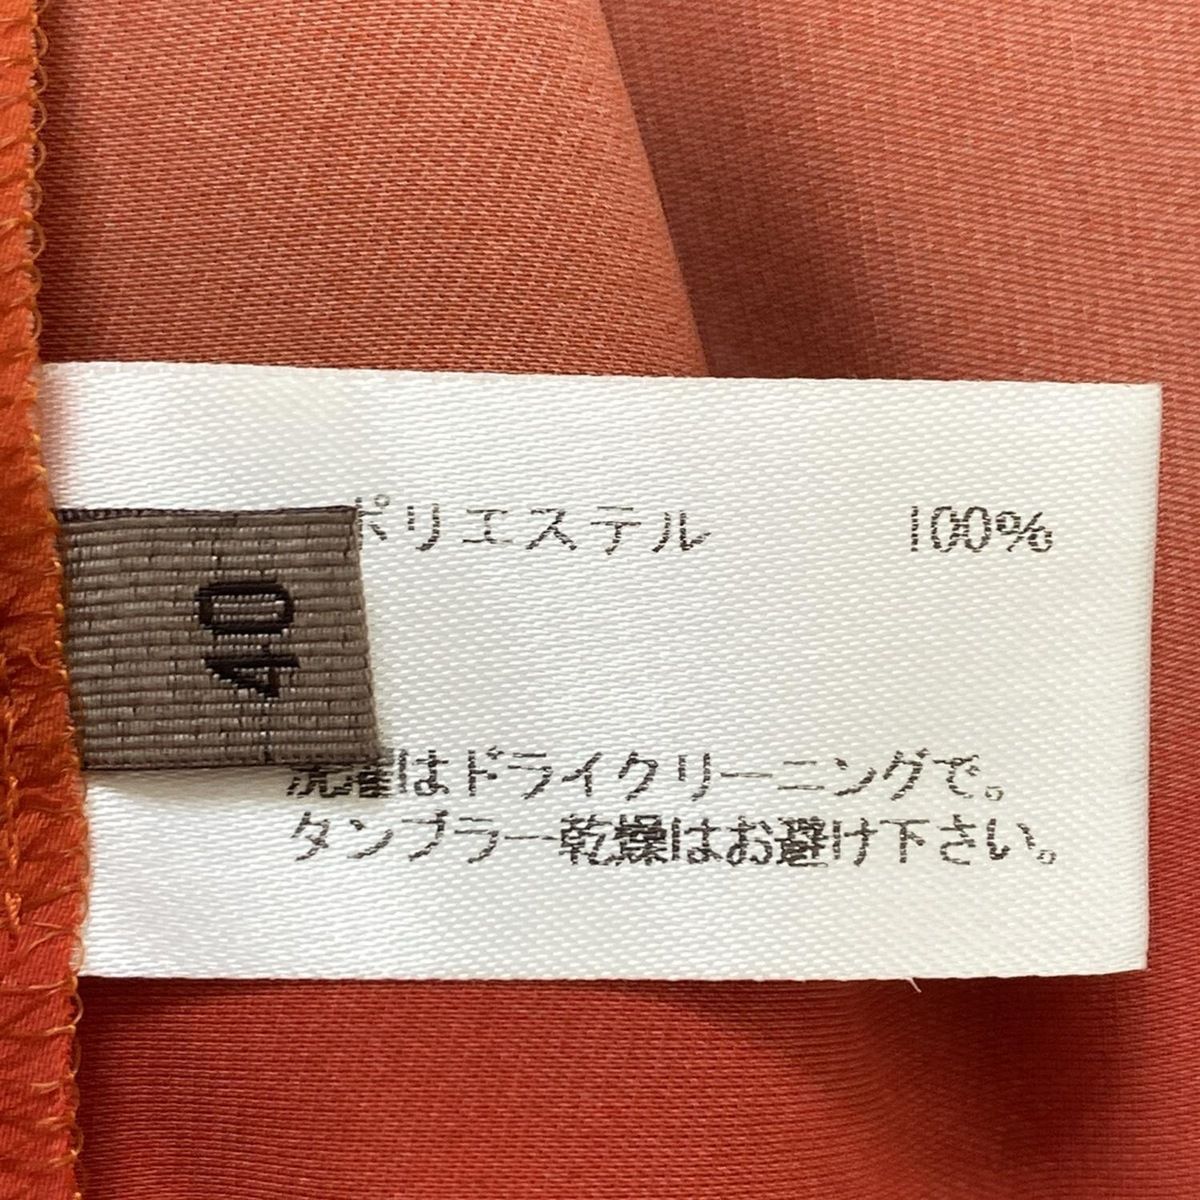 ポリエステル 100%
40
洗濯はドライクリーニングで。
タンブラー乾燥はお避け下さい。